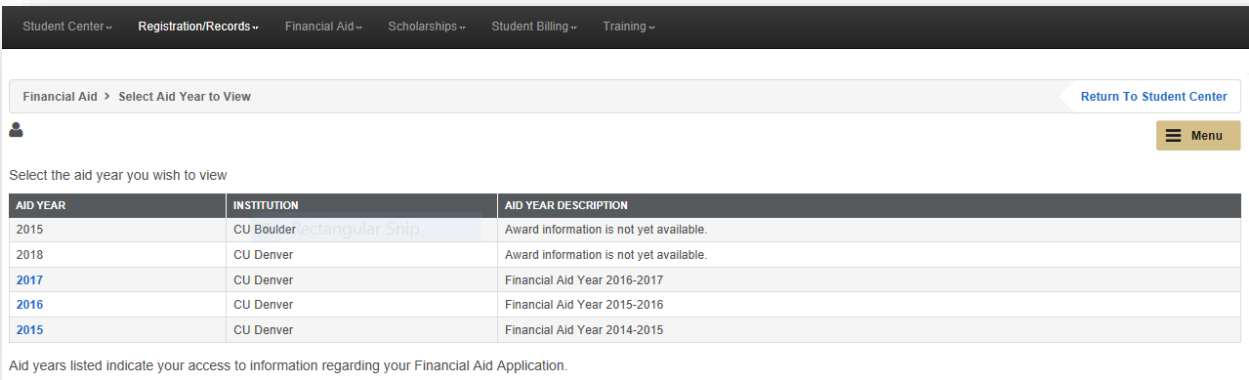 Student Center Registration/Records Financial Aid Scholarships Student Billing Training
Financial Aid > Select Aid Year to View Return To Student Center
Menu
Select the aid year you wish to view
AID YEAR INSTITUTION AID YEAR DESCRIPTION
2015 CU Boulder Rectangular Snip Award information is not yet available.
2018 CU Denver Award information is not yet available.
2017 CU Denver Financial Aid Year 2016-2017
2016 CU Denver Financial Aid Year 2015-2016
2015 CU Denver Financial Aid Year 2014-2015
Aid years listed indicate your access to information regarding your Financial Aid Application.